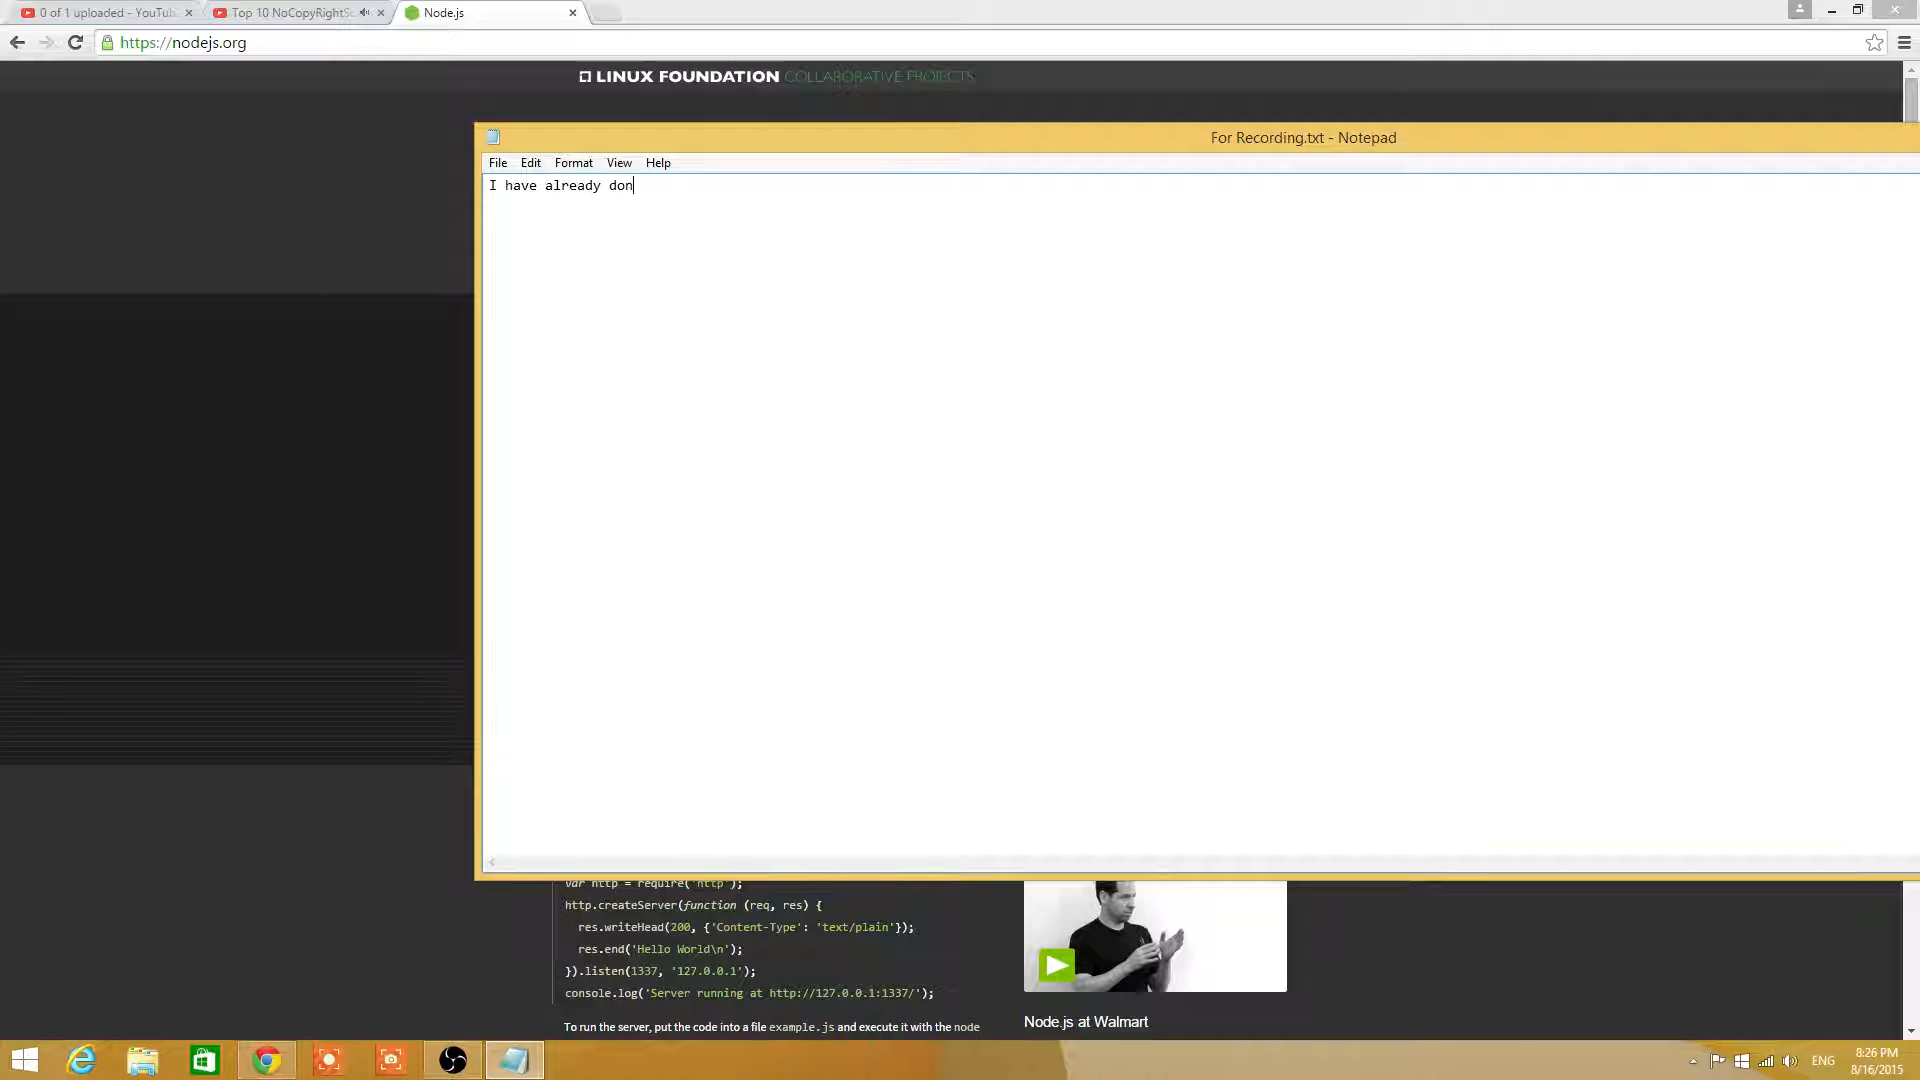 0 of 1 uploaded - YouTub
Top 10 NoCopyRightS
Node.js
https://nodejs.org
LINUX FOUNDATION COLLABORATIVE PROJECTS
For Recording.txt - Notepad
File Edit Format View Help
I have already don
var http = require('http');
http.createServer(function (req, res) {
res.writeHead(200, {'Content-Type': 'text/plain'});
res.end('Hello World\n');
}).listen(1337, '127.0.0.1');
console.log('Server running at http://127.0.0.1:1337/');
To run the server, put the code into a file example.js and execute it with the node
Node.js at Walmart
ENG
8:26 PM
8/16/2015